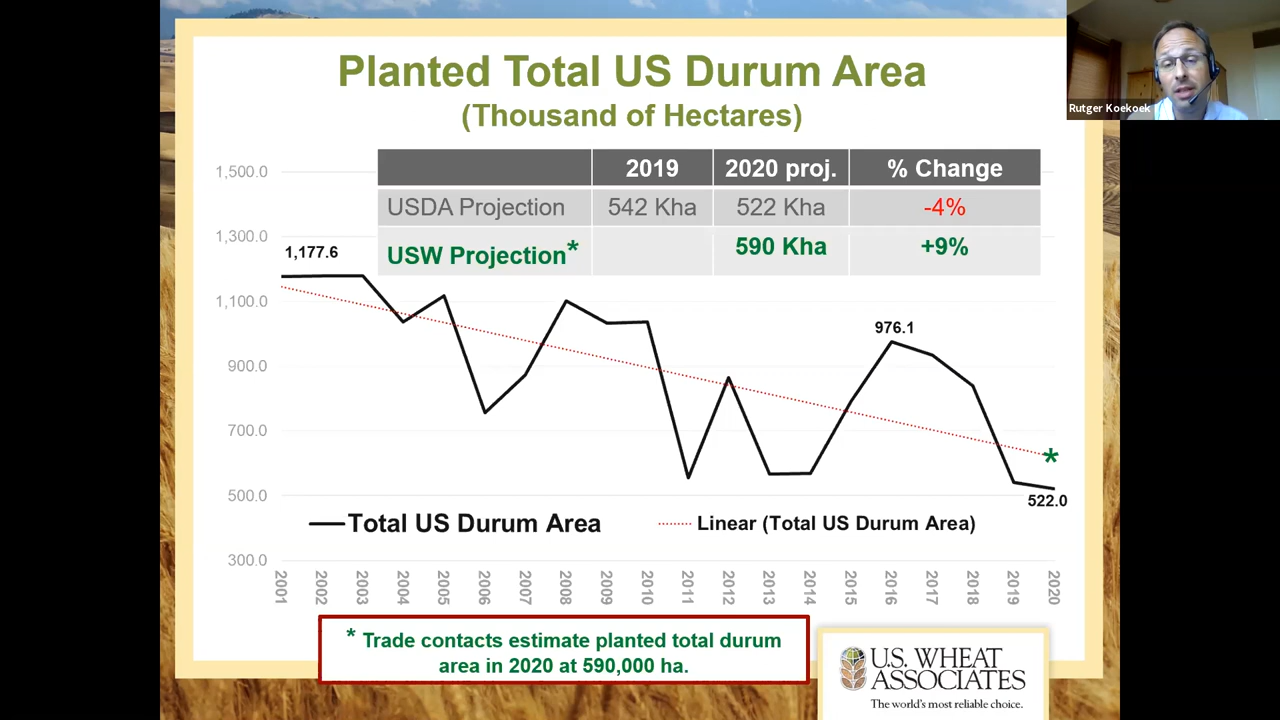 Planted Total US Durum Area
(Thousand of Hectares)
Rutger Koekoek
2019 2020 proj. % Change
USDA Projection 542 Kha 522 Kha -4%
USW Projection* 590 Kha +9%
1,500.0
1,300.0
1,100.0
900.0
700.0
500.0
300.0
1,177.6
976.1
*
522.0
Total US Durum Area
Linear (Total US Durum Area)
2001 2002 2003 2004 2005 2006 2007 2008 2009 2010 2011 2012 2013 2014 2015 2016 2017 2018 2019 2020
* Trade contacts estimate planted total durum
area in 2020 at 590,000 ha.
U.S. WHEAT
ASSOCIATES
The world's most reliable choice.